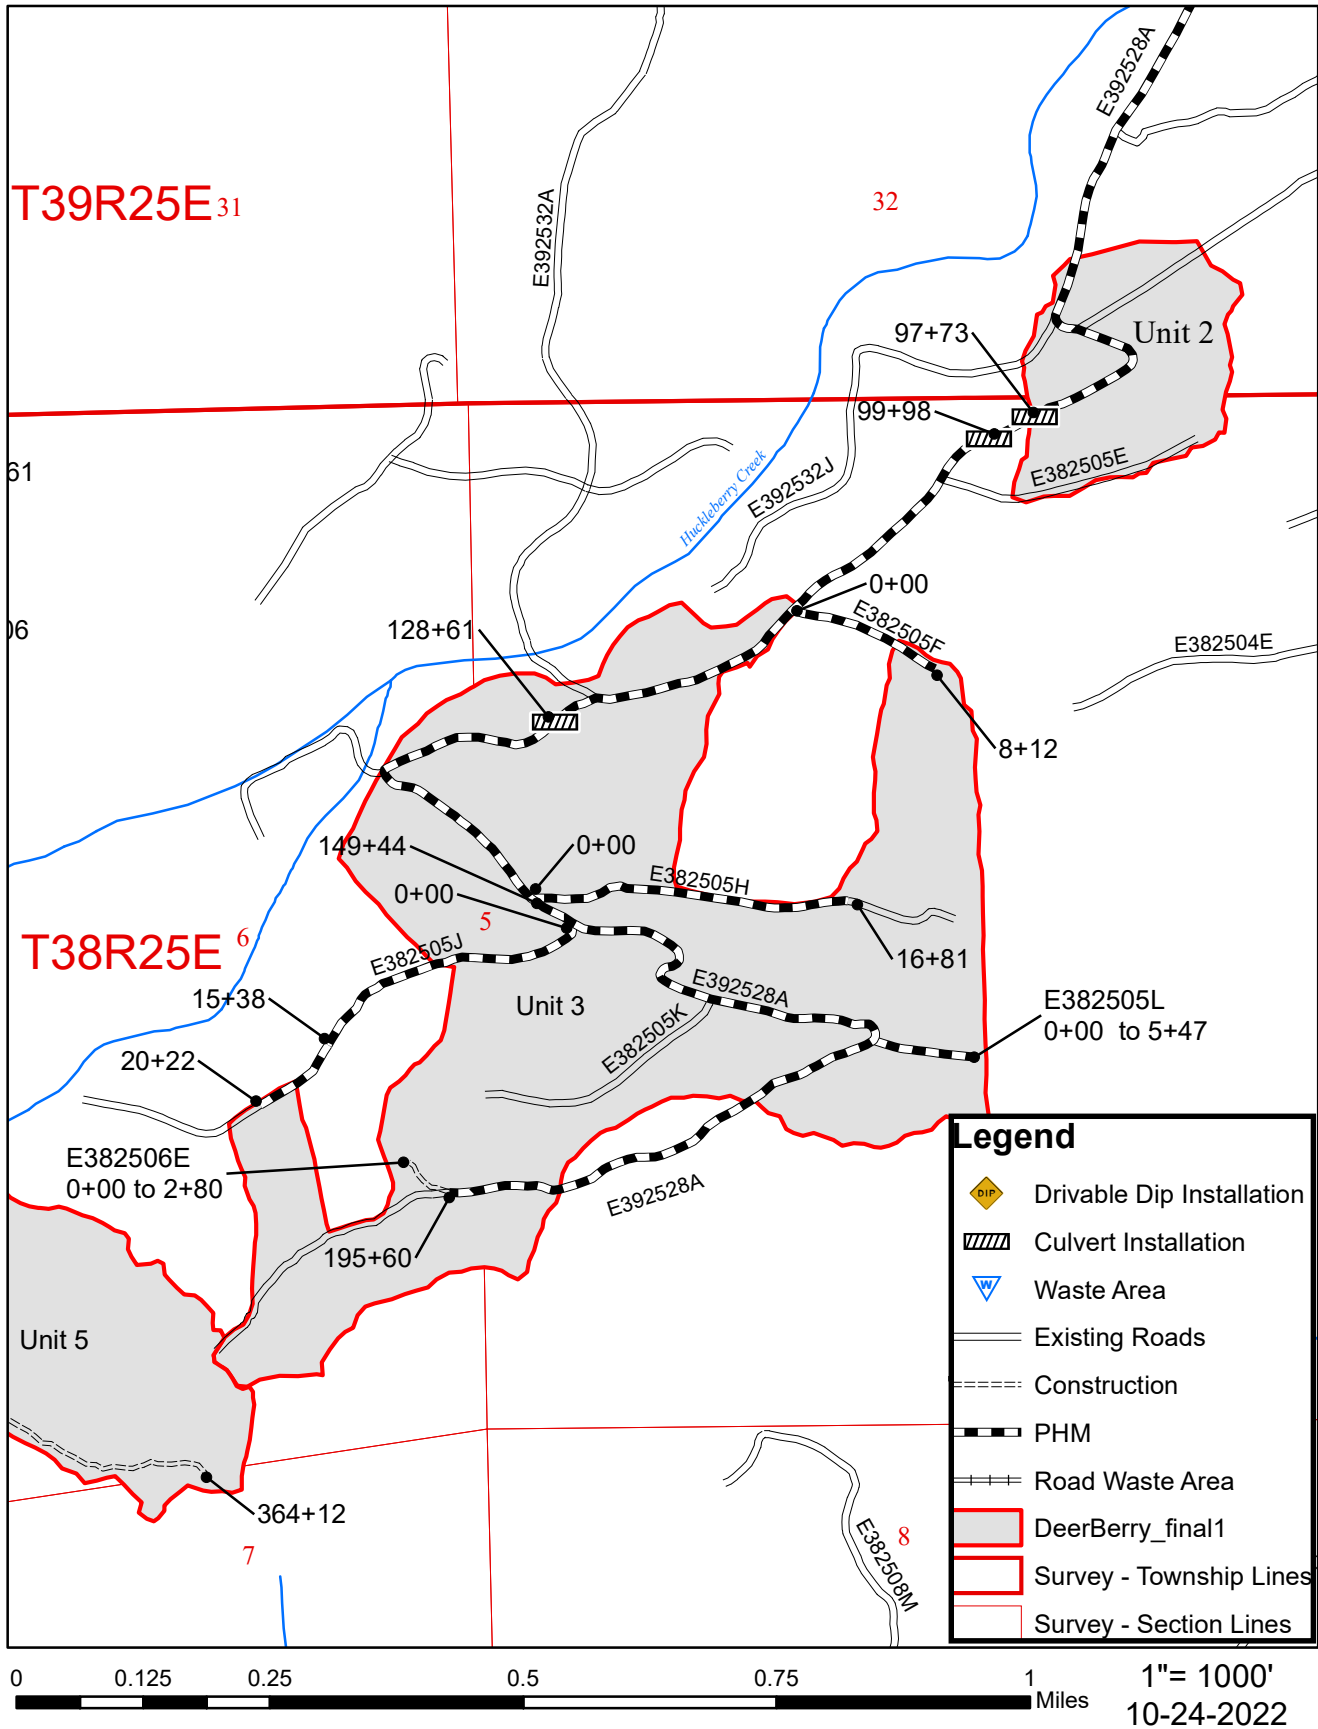 E392528A
T39R25E 31
32
E392532A
97+73
Unit 2
99+98
61
E392532J
E382505E
Huckleberry Creek
0+00
06
128+61
E382505F
E382504E
8+12
149+44
0+00
E382505H
0+00
5
T38R25E 6
E382505J
16+81
E392528A
15+38
Unit 3
E382505L
0+00 to 5+47
E382505K
20+22
E382506E
0+00 to 2+80
E392528A
195+60
Unit 5
364+12
7
8
E382508M
Legend
DIP
Drivable Dip Installation
Culvert Installation
W
Waste Area
Existing Roads
Construction
PHM
Road Waste Area
DeerBerry_final1
Survey - Township Lines
Survey - Section Lines
0 0.125 0.25 0.5 0.75 1
Miles
1"= 1000'
10-24-2022